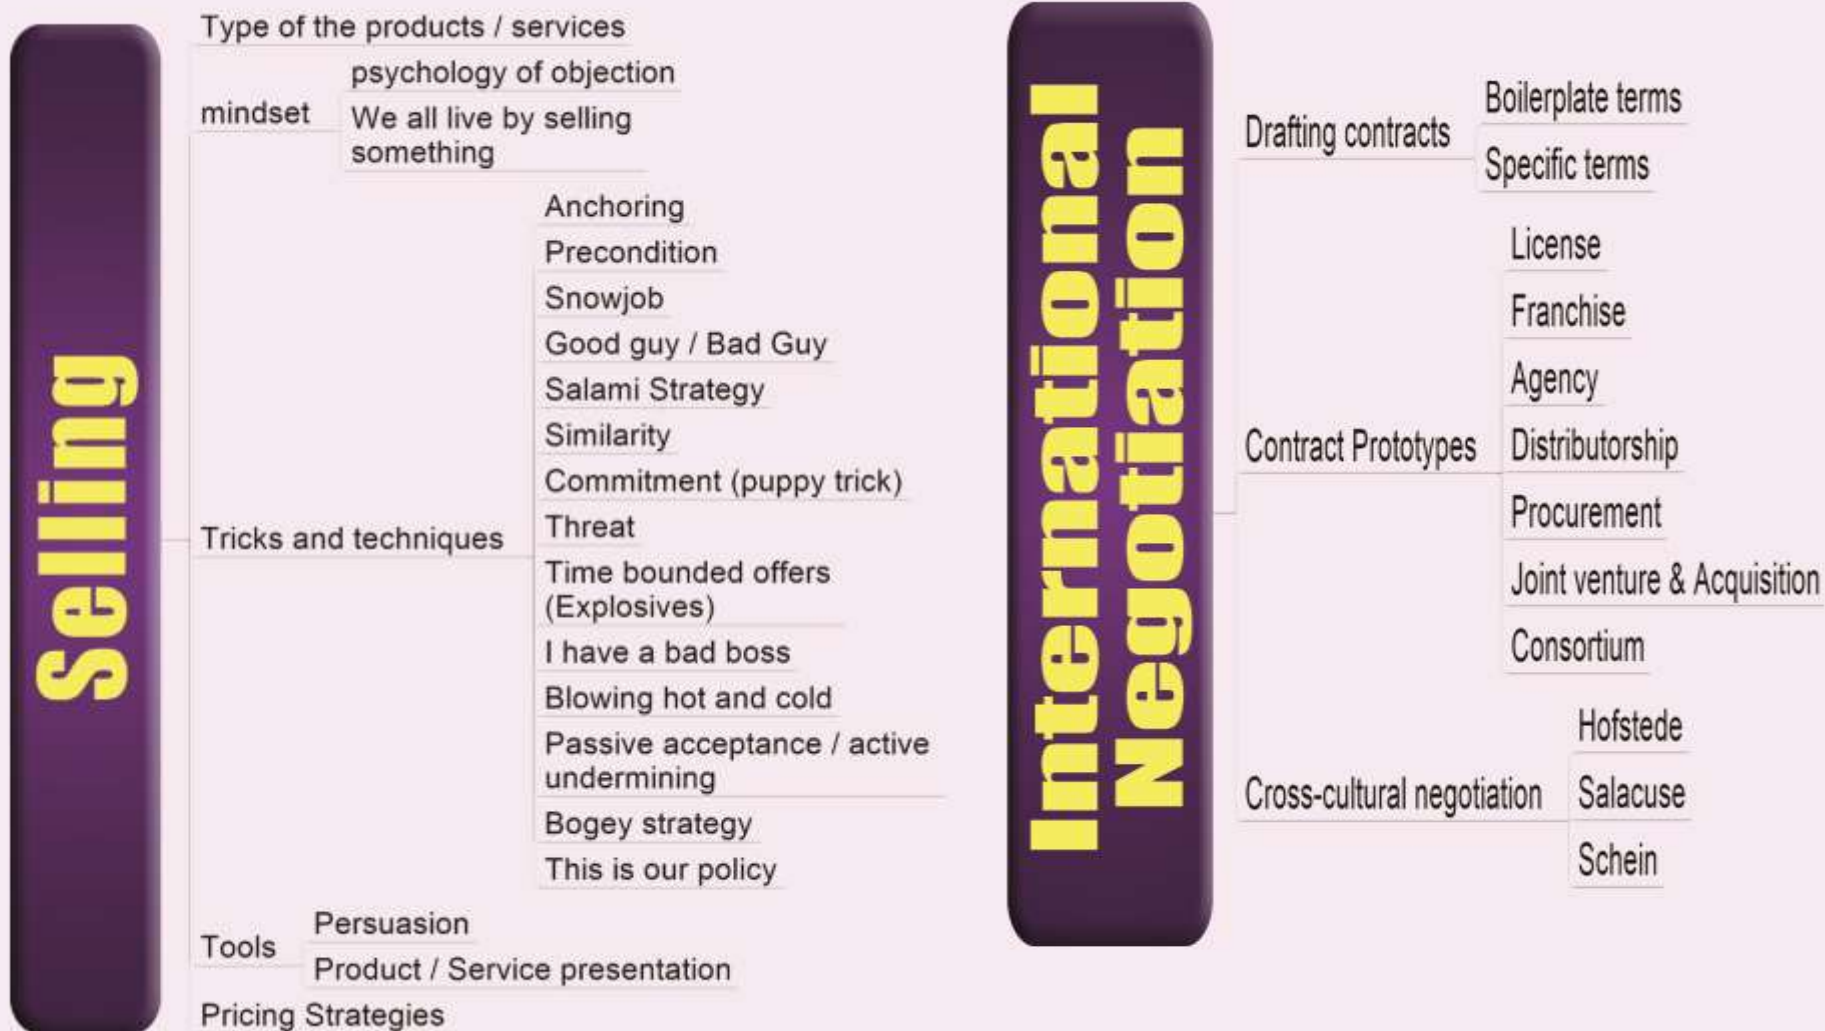 Selling
Type of the products / services
mindset
psychology of objection
We all live by selling
something
Tricks and techniques
Anchoring
Precondition
Snowjob
Good guy / Bad Guy
Salami Strategy
Similarity
Commitment (puppy trick)
Threat
Time bounded offers
(Explosives)
I have a bad boss
Blowing hot and cold
Passive acceptance / active
undermining
Bogey strategy
This is our policy
Tools
Persuasion
Product / Service presentation
Pricing Strategies
International
Negotiation
Drafting contracts
Boilerplate terms
Specific terms
Contract Prototypes
License
Franchise
Agency
Distributorship
Procurement
Joint venture & Acquisition
Consortium
Cross-cultural negotiation
Hofstede
Salacuse
Schein